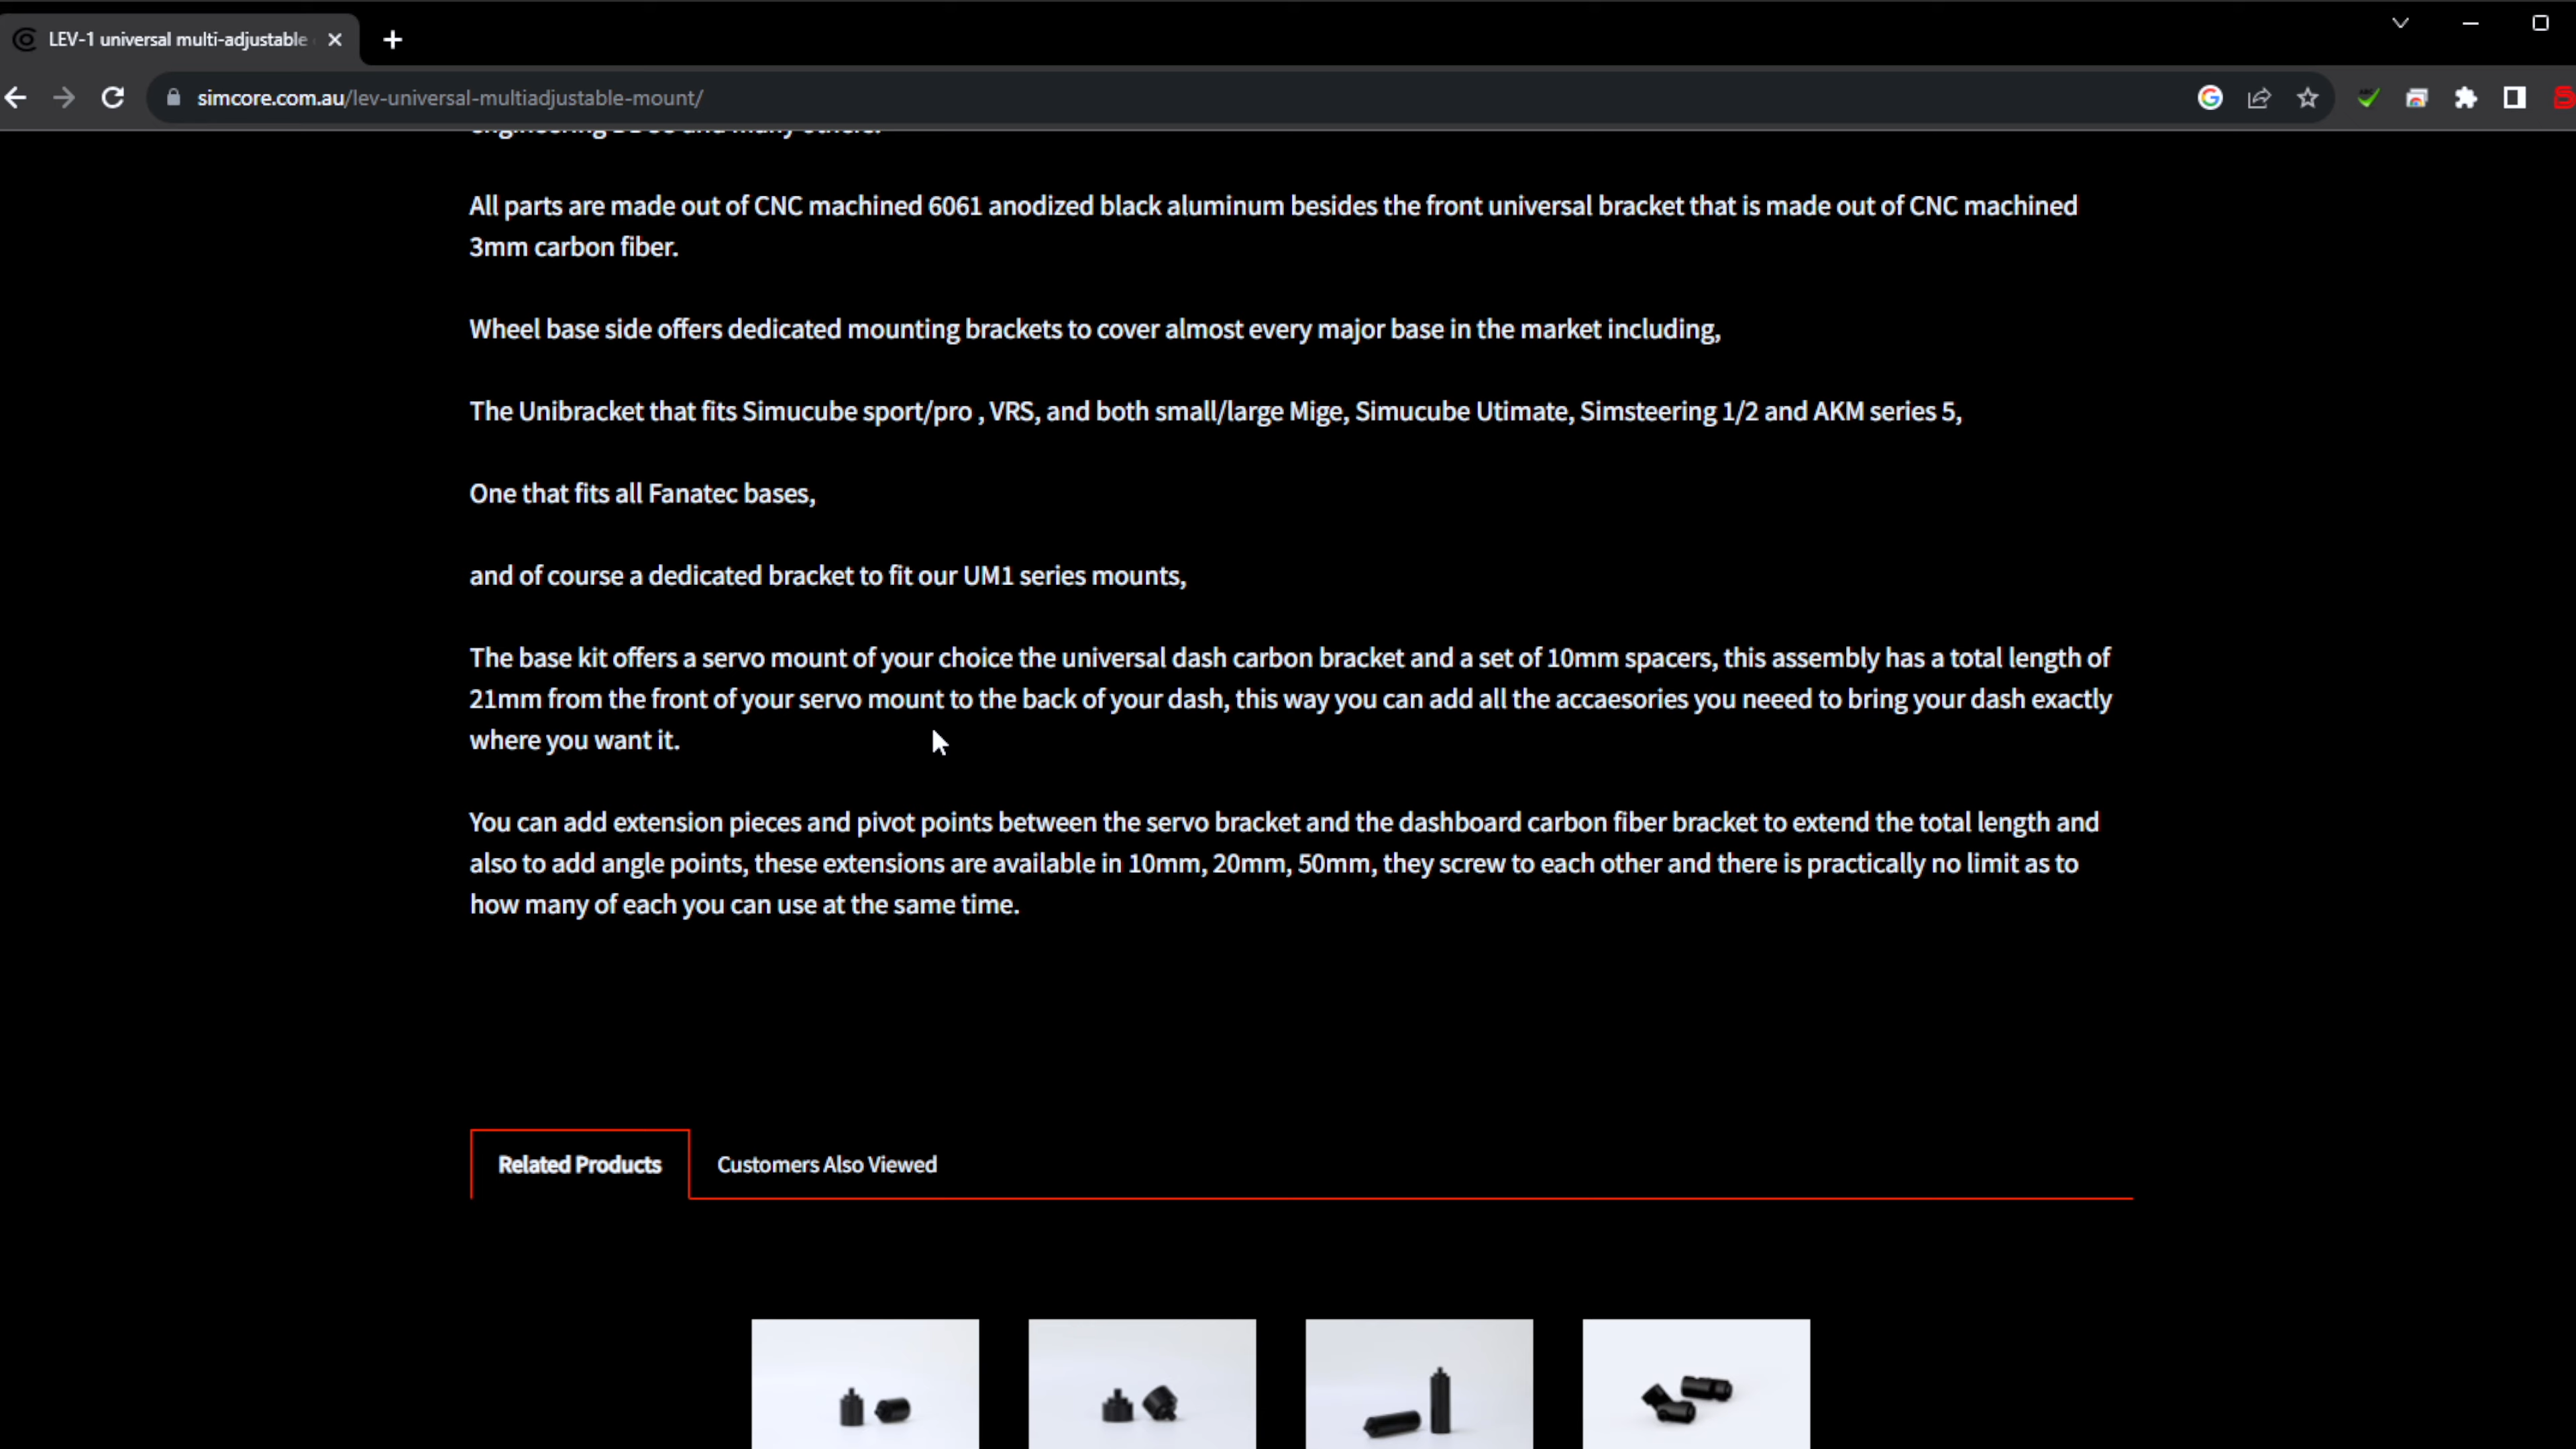 LEV-1 universal multi-adjustable
simcore.com.au/lev-universal-multiadjustable-mount/
engineering DDU5 and many others.
All parts are made out of CNC machined 6061 anodized black aluminum besides the front universal bracket that is made out of CNC machined
3mm carbon fiber.
Wheel base side offers dedicated mounting brackets to cover almost every major base in the market including,
The Unibracket that fits Simucube sport/pro , VRS, and both small/large Mige, Simucube Utimate, Simsteering 1/2 and AKM series 5,
One that fits all Fanatec bases,
and of course a dedicated bracket to fit our UM1 series mounts,
The base kit offers a servo mount of your choice the universal dash carbon bracket and a set of 10mm spacers, this assembly has a total length of
21mm from the front of your servo mount to the back of your dash, this way you can add all the accaesories you neeed to bring your dash exactly
where you want it.
You can add extension pieces and pivot points between the servo bracket and the dashboard carbon fiber bracket to extend the total length and
also to add angle points, these extensions are available in 10mm, 20mm, 50mm, they screw to each other and there is practically no limit as to
how many of each you can use at the same time.
Related Products
Customers Also Viewed